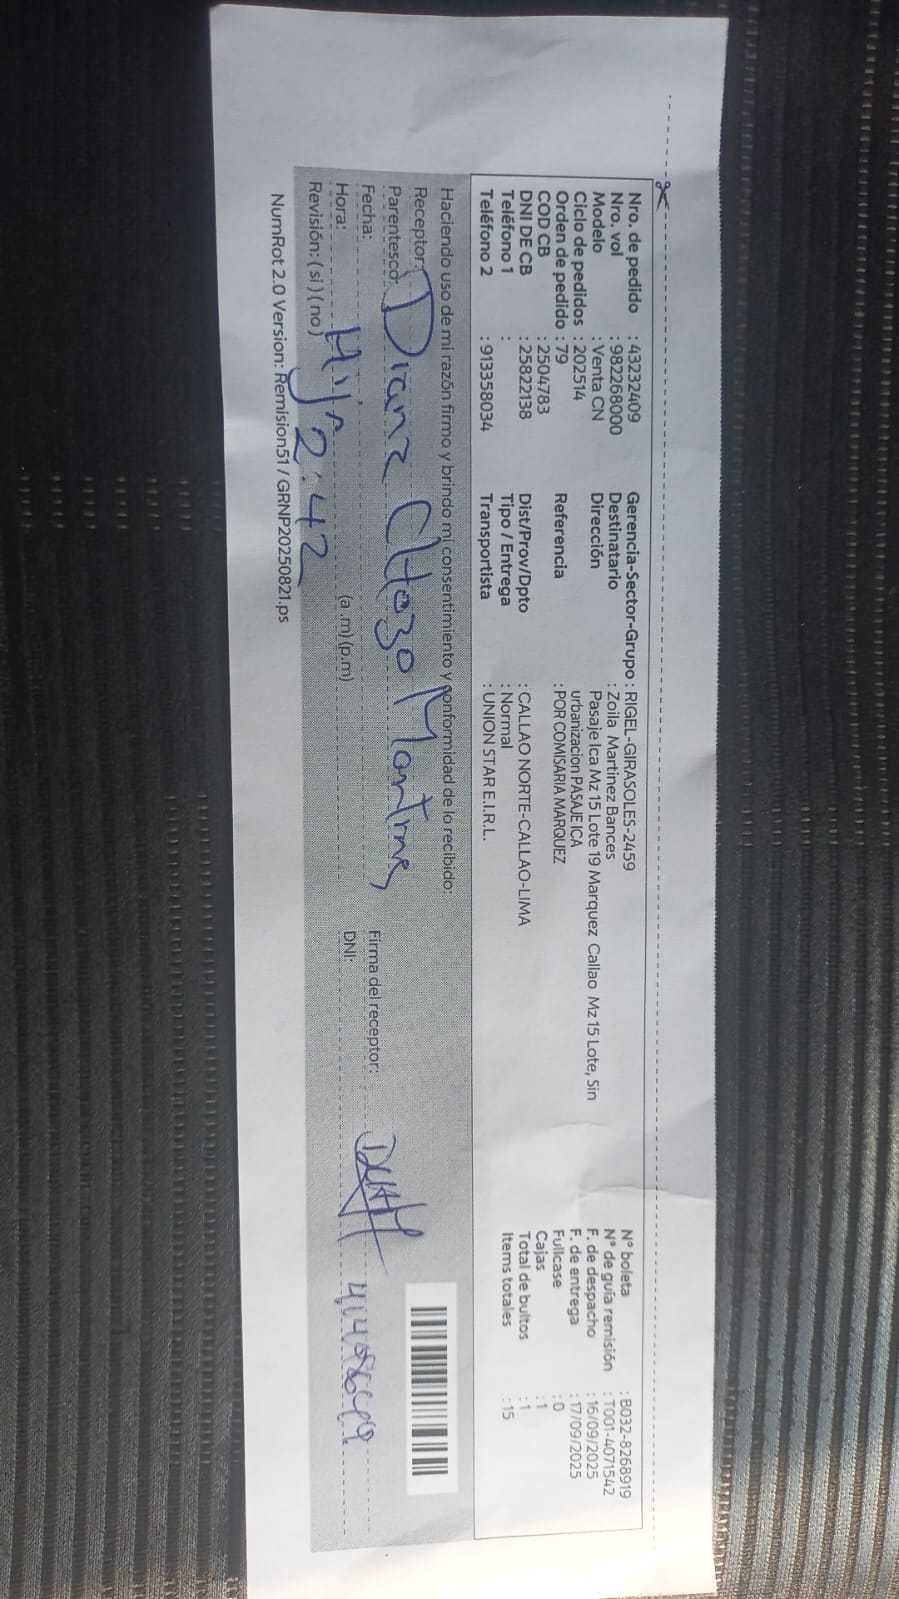 Nro. de pedido : 43232409 Gerencia-Sector-Grupo : RIGEL-GIRASOLES-2459 N° boleta : B032-8268919
Nro. vol : 982268000 Destinatario : Zoila Martinez Bances N° de guía remisión : T001-4071542
Modelo : Venta CN Dirección Pasaje Ica Mz 15 Lote 19 Marquez Callao Mz 15 Lote, Sin F. de despacho : 16/09/2025
Ciclo de pedidos : 202514 urbanizacion PASAJE ICA F. de entrega : 17/09/2025
Orden de pedido : 79 Referencia : POR COMISARIA MARQUEZ Fullcase : 0
COD CB : 2504783 Cajas : 1
DNI DE CB : 25822138 Dist/Prov/Dpto : CALLAO NORTE-CALLAO-LIMA Total de bultos : 1
Teléfono 1 : Tipo / Entrega : Normal Items totales : 15
Teléfono 2 : 913358034 Transportista : UNION STAR E.I.R.L.
Haciendo uso de mi razón firmo y brindo mi consentimiento y conformidad de lo recibido:
Receptor: Diana CHozo Martinez
Parentesco:
Fecha: Firma del receptor:
Hora: Hija (a .m) (p.m) DNI:
Revisión: ( si ) ( no ) 2:42
NumRot 2.0 Version: Remision51 / GRNP20250821.ps